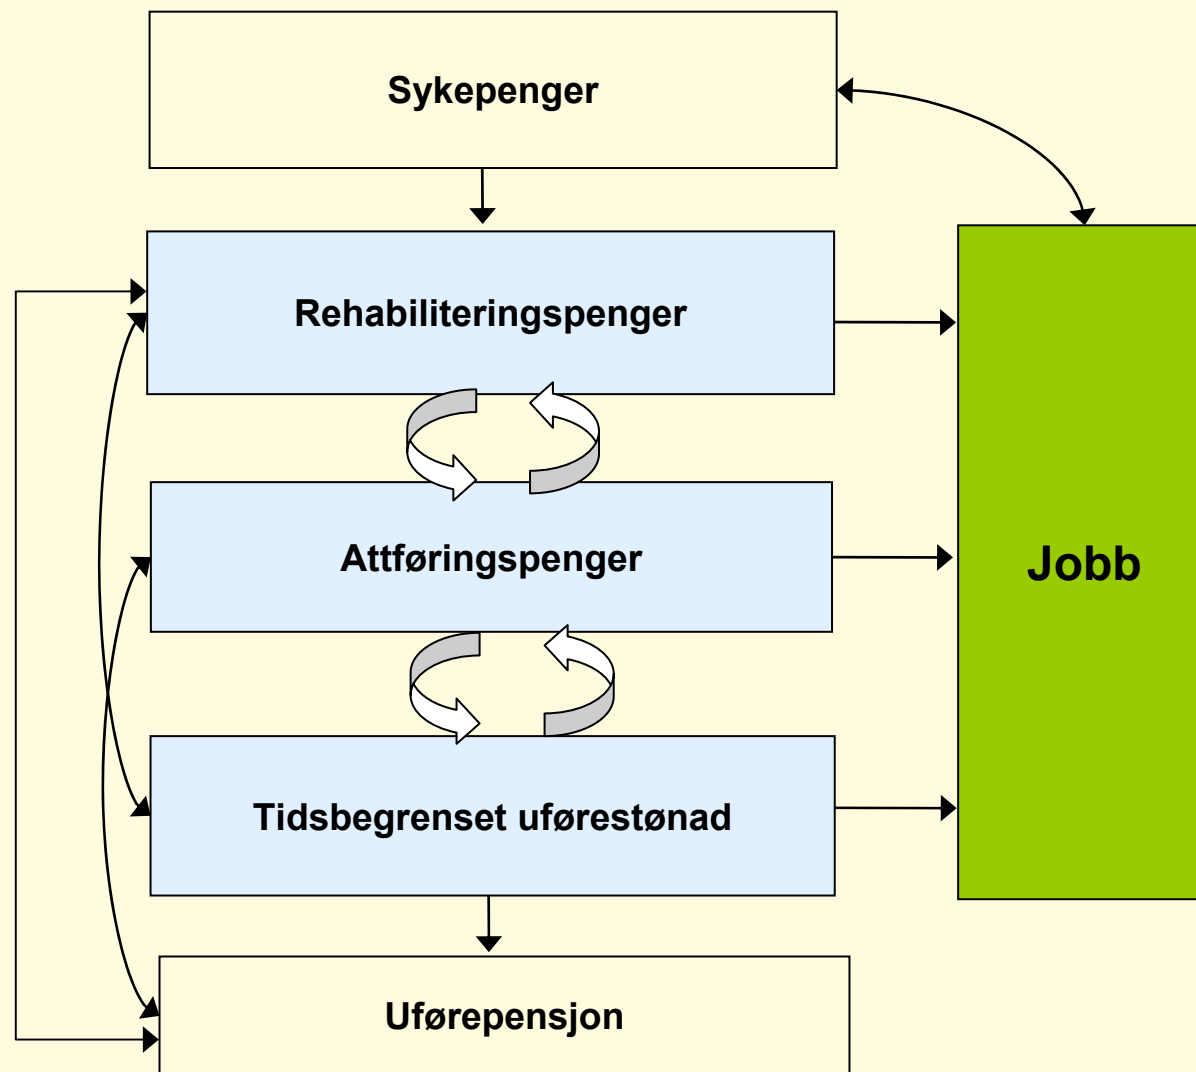 Sykepenger
Rehabiliteringspenger
Attføringspenger
Jobb
Tidsbegrenset uførestønad
Uførepensjon